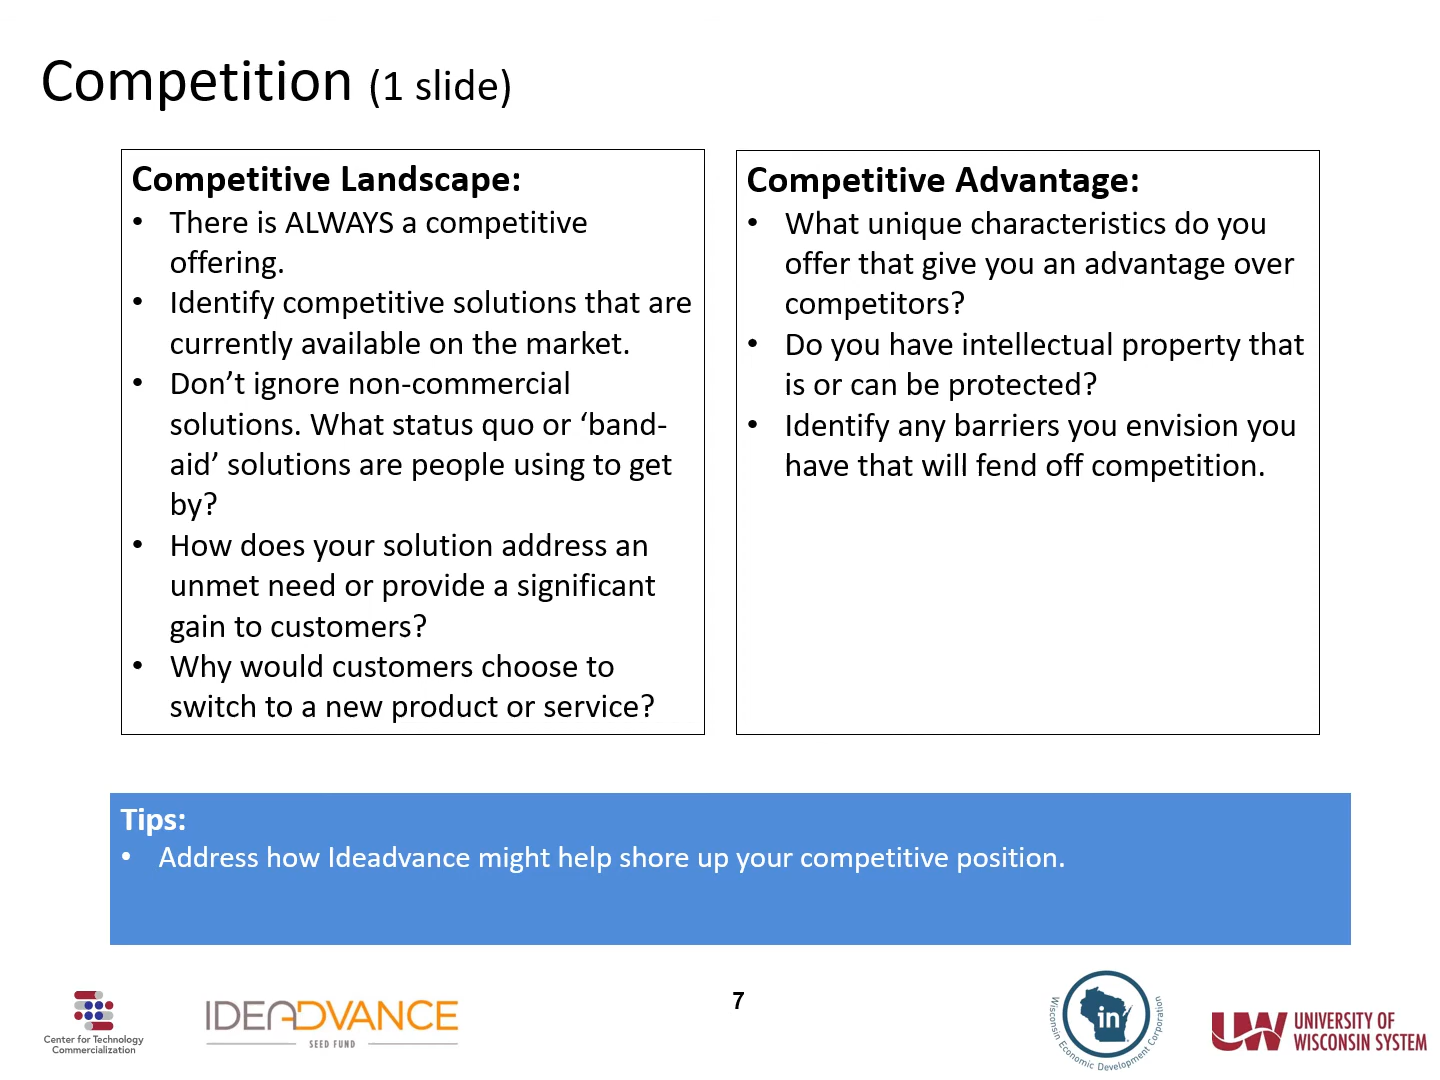 Competition (1 slide)
Competitive Landscape:
• There is ALWAYS a competitive
offering.
• Identify competitive solutions that are
currently available on the market.
• Don’t ignore non-commercial
solutions. What status quo or ‘band-
aid’ solutions are people using to get
by?
• How does your solution address an
unmet need or provide a significant
gain to customers?
• Why would customers choose to
switch to a new product or service?
Competitive Advantage:
• What unique characteristics do you
offer that give you an advantage over
competitors?
• Do you have intellectual property that
is or can be protected?
• Identify any barriers you envision you
have that will fend off competition.
Tips:
• Address how Ideadvance might help shore up your competitive position.
Center for Technology
Commercialization
IDEADVANCE
SEED FUND
7
in
Wisconsin Economic Development Corporation
UW
UNIVERSITY OF
WISCONSIN SYSTEM